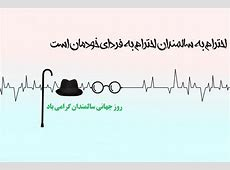 احترام به سالمندان احترام به فردای خودمان است
روز جهانی سالمندان گرامی باد